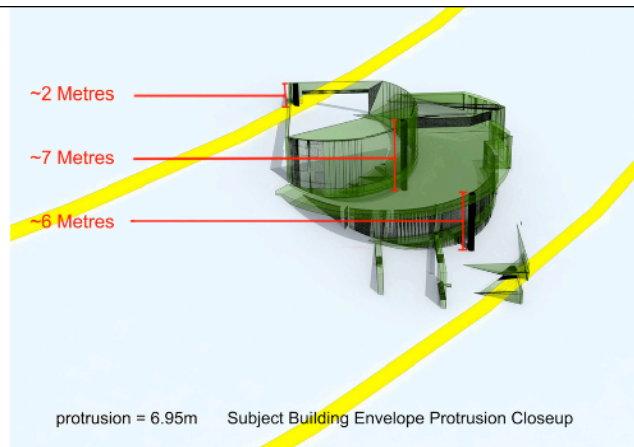 ~2 Metres
~7 Metres
~6 Metres
protrusion = 6.95m Subject Building Envelope Protrusion Closeup